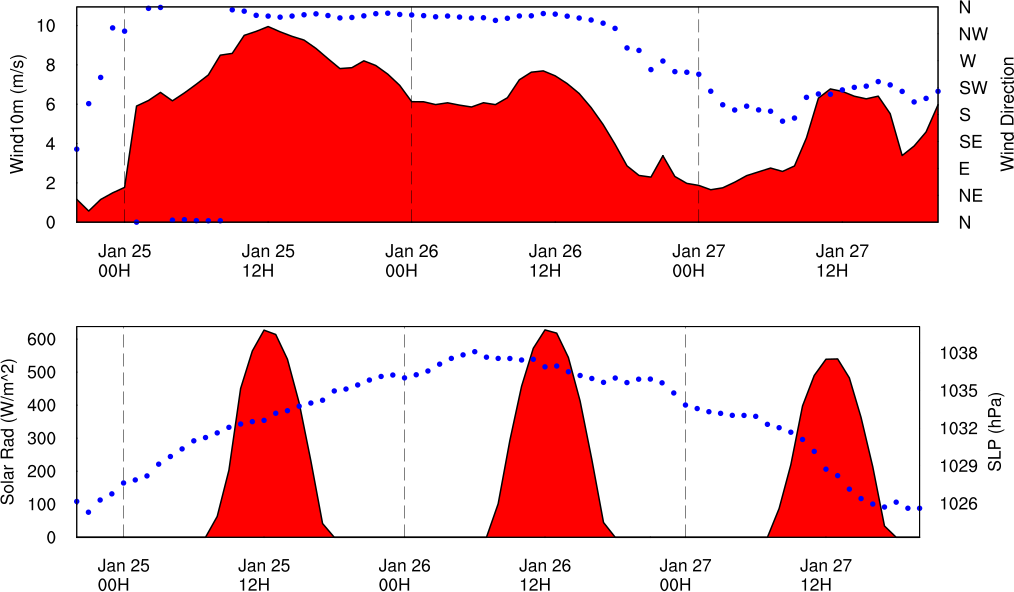 Wind10m (m/s)
10
8
6
4
2
0
N
NW
W
SW
S
SE
E
NE
N
Wind Direction
Jan 25 Jan 25 Jan 26 Jan 26 Jan 27 Jan 27
00H 12H 00H 12H 00H 12H
Solar Rad (W/m^2)
600
500
400
300
200
100
0
1038
1035
1032
1029
1026
SLP (hPa)
Jan 25 Jan 25 Jan 26 Jan 26 Jan 27 Jan 27
00H 12H 00H 12H 00H 12H